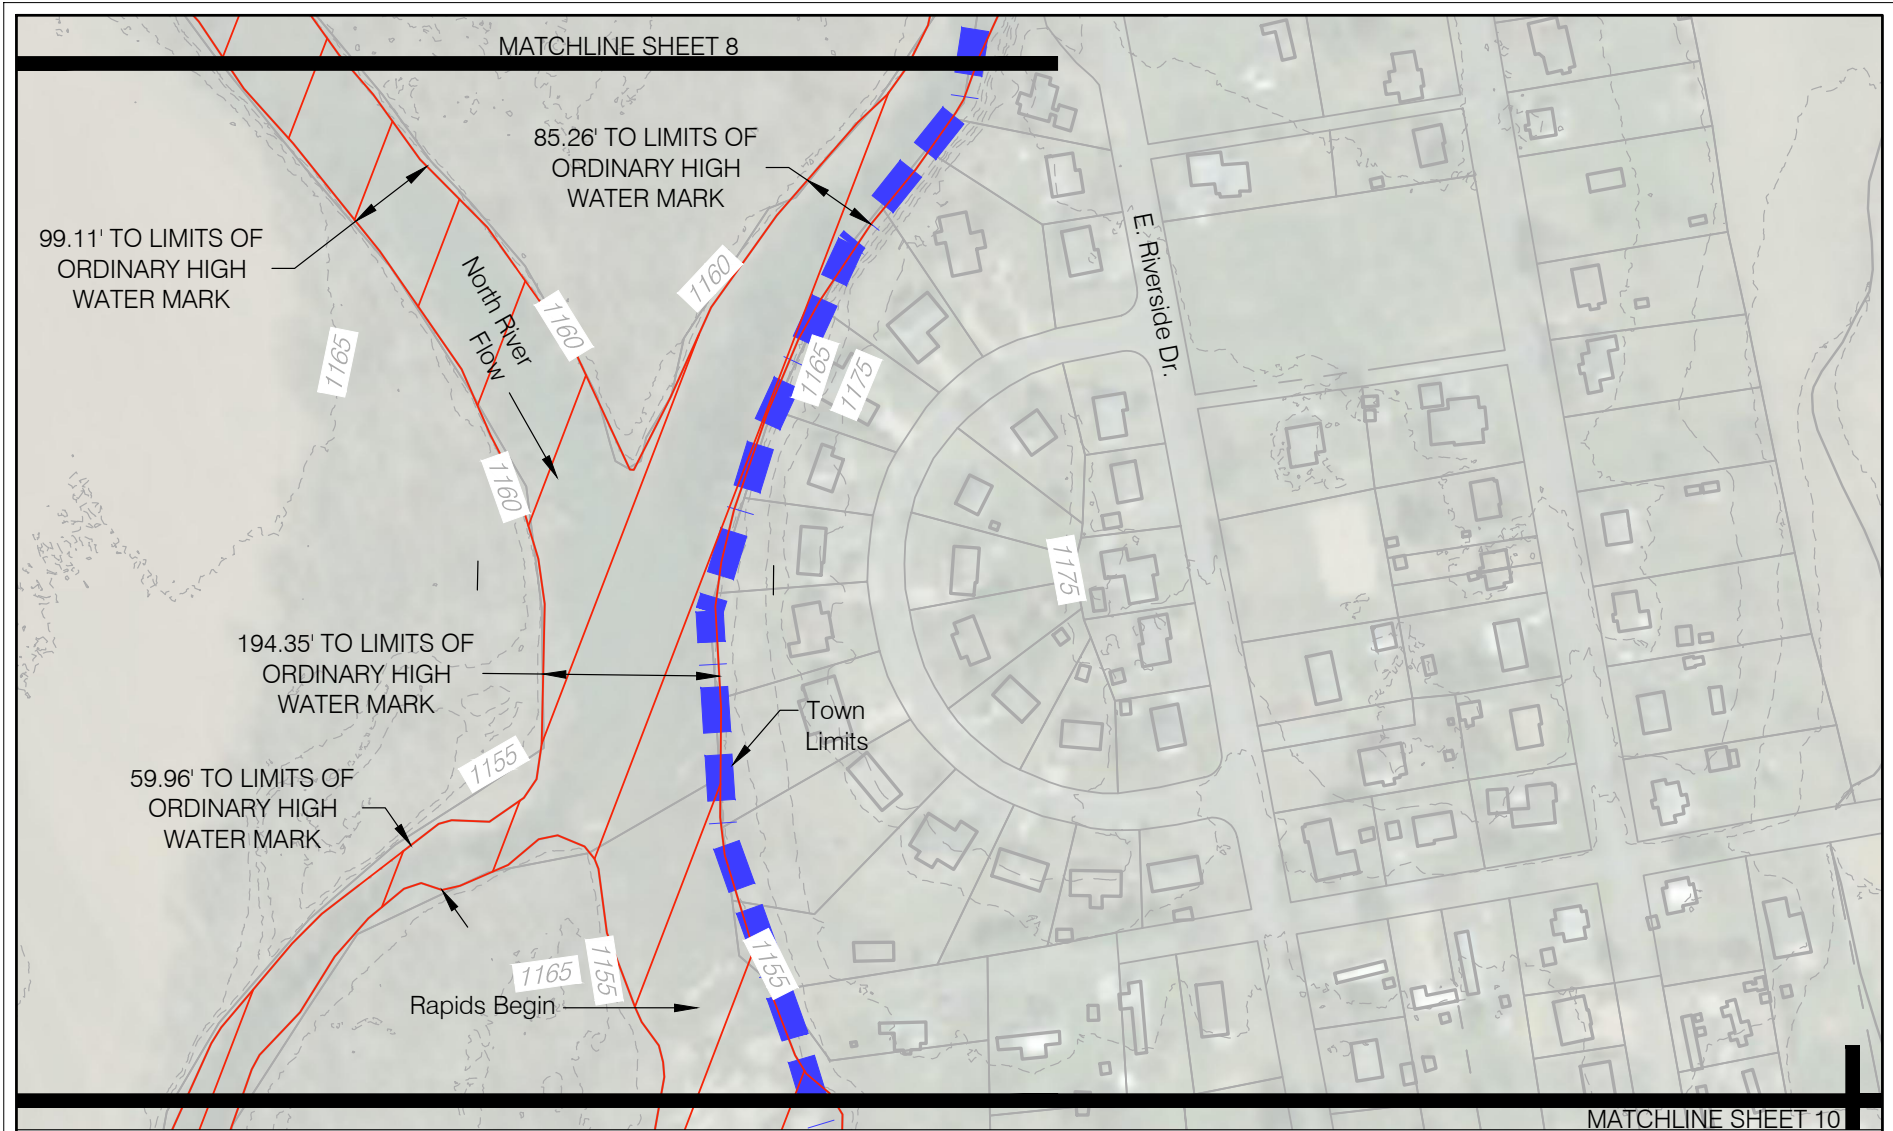 MATCHLINE SHEET 8
85.26' TO LIMITS OF
ORDINARY HIGH
WATER MARK
99.11' TO LIMITS OF
ORDINARY HIGH
WATER MARK
North River
Flow
1160
1160
1165
1165
1175
E. Riverside Dr.
1160
1175
194.35' TO LIMITS OF
ORDINARY HIGH
WATER MARK
Town
Limits
1155
59.96' TO LIMITS OF
ORDINARY HIGH
WATER MARK
1165
1155
1155
Rapids Begin
MATCHLINE SHEET 10